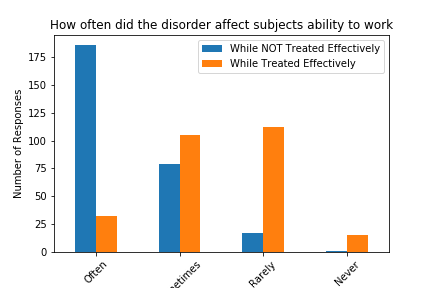 How often did the disorder affect subjects ability to work
While NOT Treated Effectively
While Treated Effectively
Number of Responses
175
150
125
100
75
50
25
0
Often
Rarely
Never